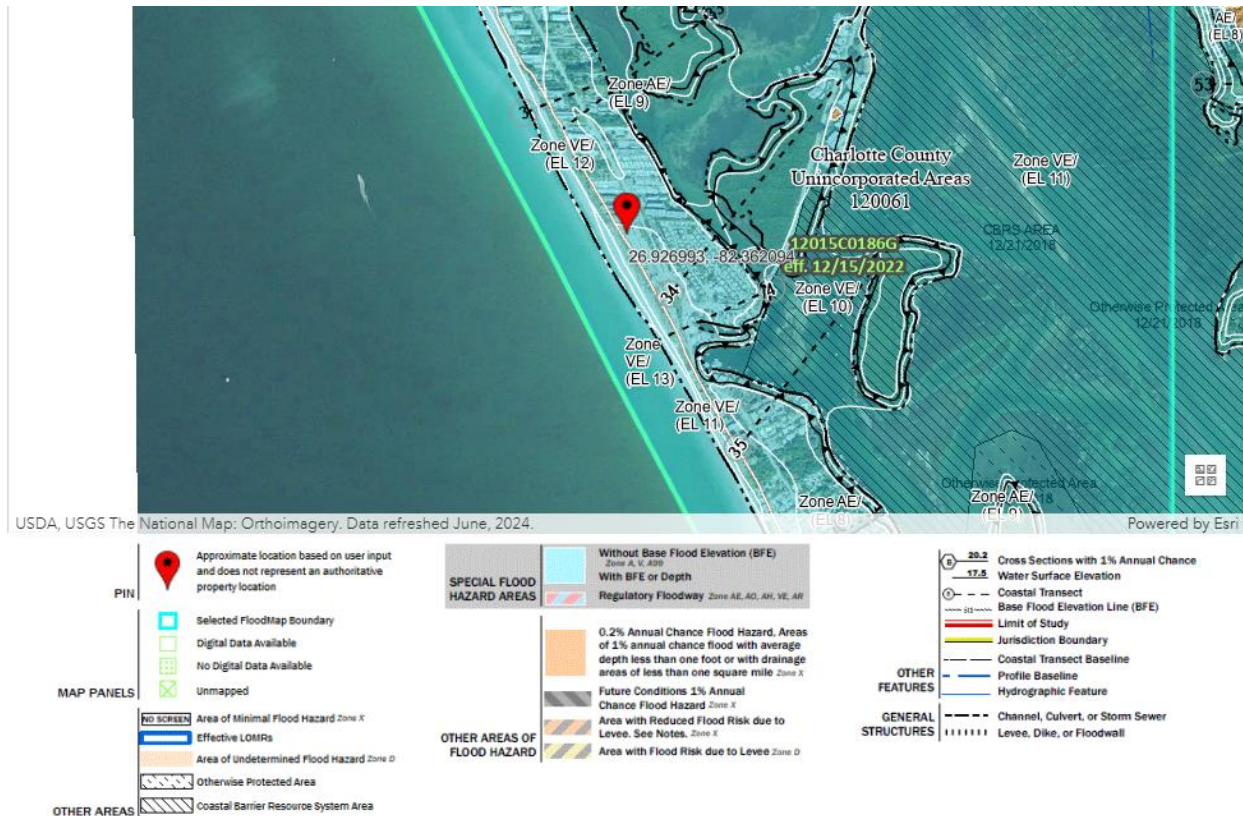 AE/
(EL 8)
53
Zone AE/
(EL 9)
3
Zone VE/
(EL 12)
Charlotte County
Unincorporated Areas
120061
Zone VE/
(EL 11)
CBRS AREA
12/21/2018
12015C0186G
26.926993, -82.362094
eff. 12/15/2022
34
4
Zone VE/
(EL 10)
Otherwise Protected Area
12/21/2018
Zone
VE/
(EL 13)
Zone VE/
(EL 11)
35
Otherwise Protected Area
Zone AE/
(EL 8)
Zone AE/
(EL 9)
USDA, USGS The National Map: Orthoimagery. Data refreshed June, 2024.
Powered by Esri
PIN
Approximate location based on user input
and does not represent an authoritative
property location
MAP PANELS
Selected FloodMap Boundary
Digital Data Available
No Digital Data Available
Unmapped
OTHER AREAS
NO SCREEN Area of Minimal Flood Hazard Zone X
Effective LOMRs
Area of Undetermined Flood Hazard Zone D
Otherwise Protected Area
Coastal Barrier Resource System Area
SPECIAL FLOOD
HAZARD AREAS
Without Base Flood Elevation (BFE)
Zone A, V, A99
With BFE or Depth
Regulatory Floodway Zone AE, AO, AH, VE, AR
OTHER AREAS OF
FLOOD HAZARD
0.2% Annual Chance Flood Hazard, Areas
of 1% annual chance flood with average
depth less than one foot or with drainage
areas of less than one square mile Zone X
Future Conditions 1% Annual
Chance Flood Hazard Zone X
Area with Reduced Flood Risk due to
Levee. See Notes. Zone X
Area with Flood Risk due to Levee Zone D
OTHER
FEATURES
20.2 Cross Sections with 1% Annual Chance
17.5 Water Surface Elevation
Coastal Transect
Base Flood Elevation Line (BFE)
Limit of Study
Jurisdiction Boundary
Coastal Transect Baseline
Profile Baseline
Hydrographic Feature
GENERAL
STRUCTURES
Channel, Culvert, or Storm Sewer
Levee, Dike, or Floodwall